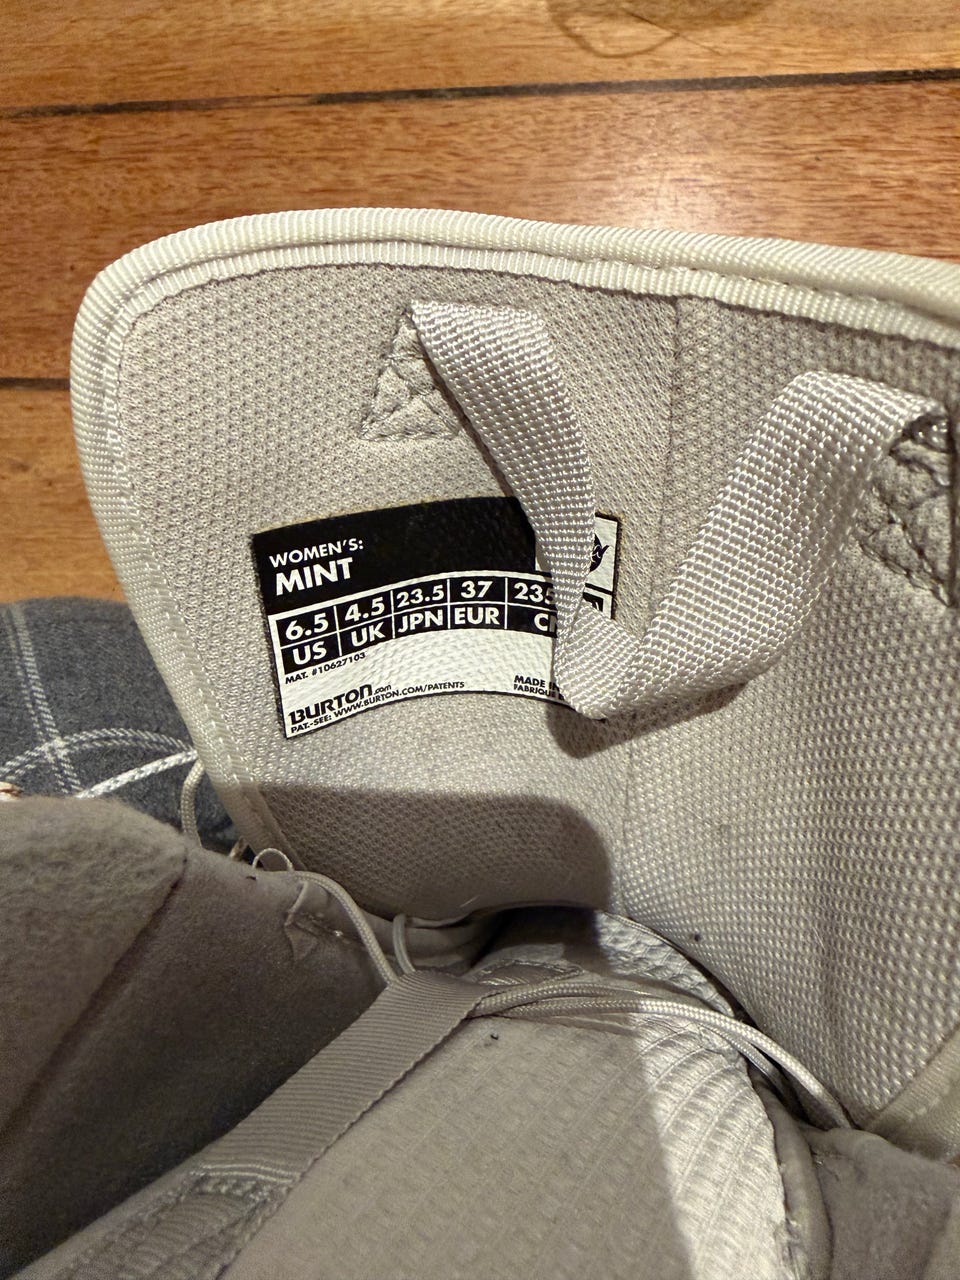 WOMEN'S:
MINT
6.5 4.5 23.5 37 235
US UK JPN EUR
MAT. #10627103
BURTON.com
PAT.-SEE: WWW.BURTON.COM/PATENTS
MADE IN